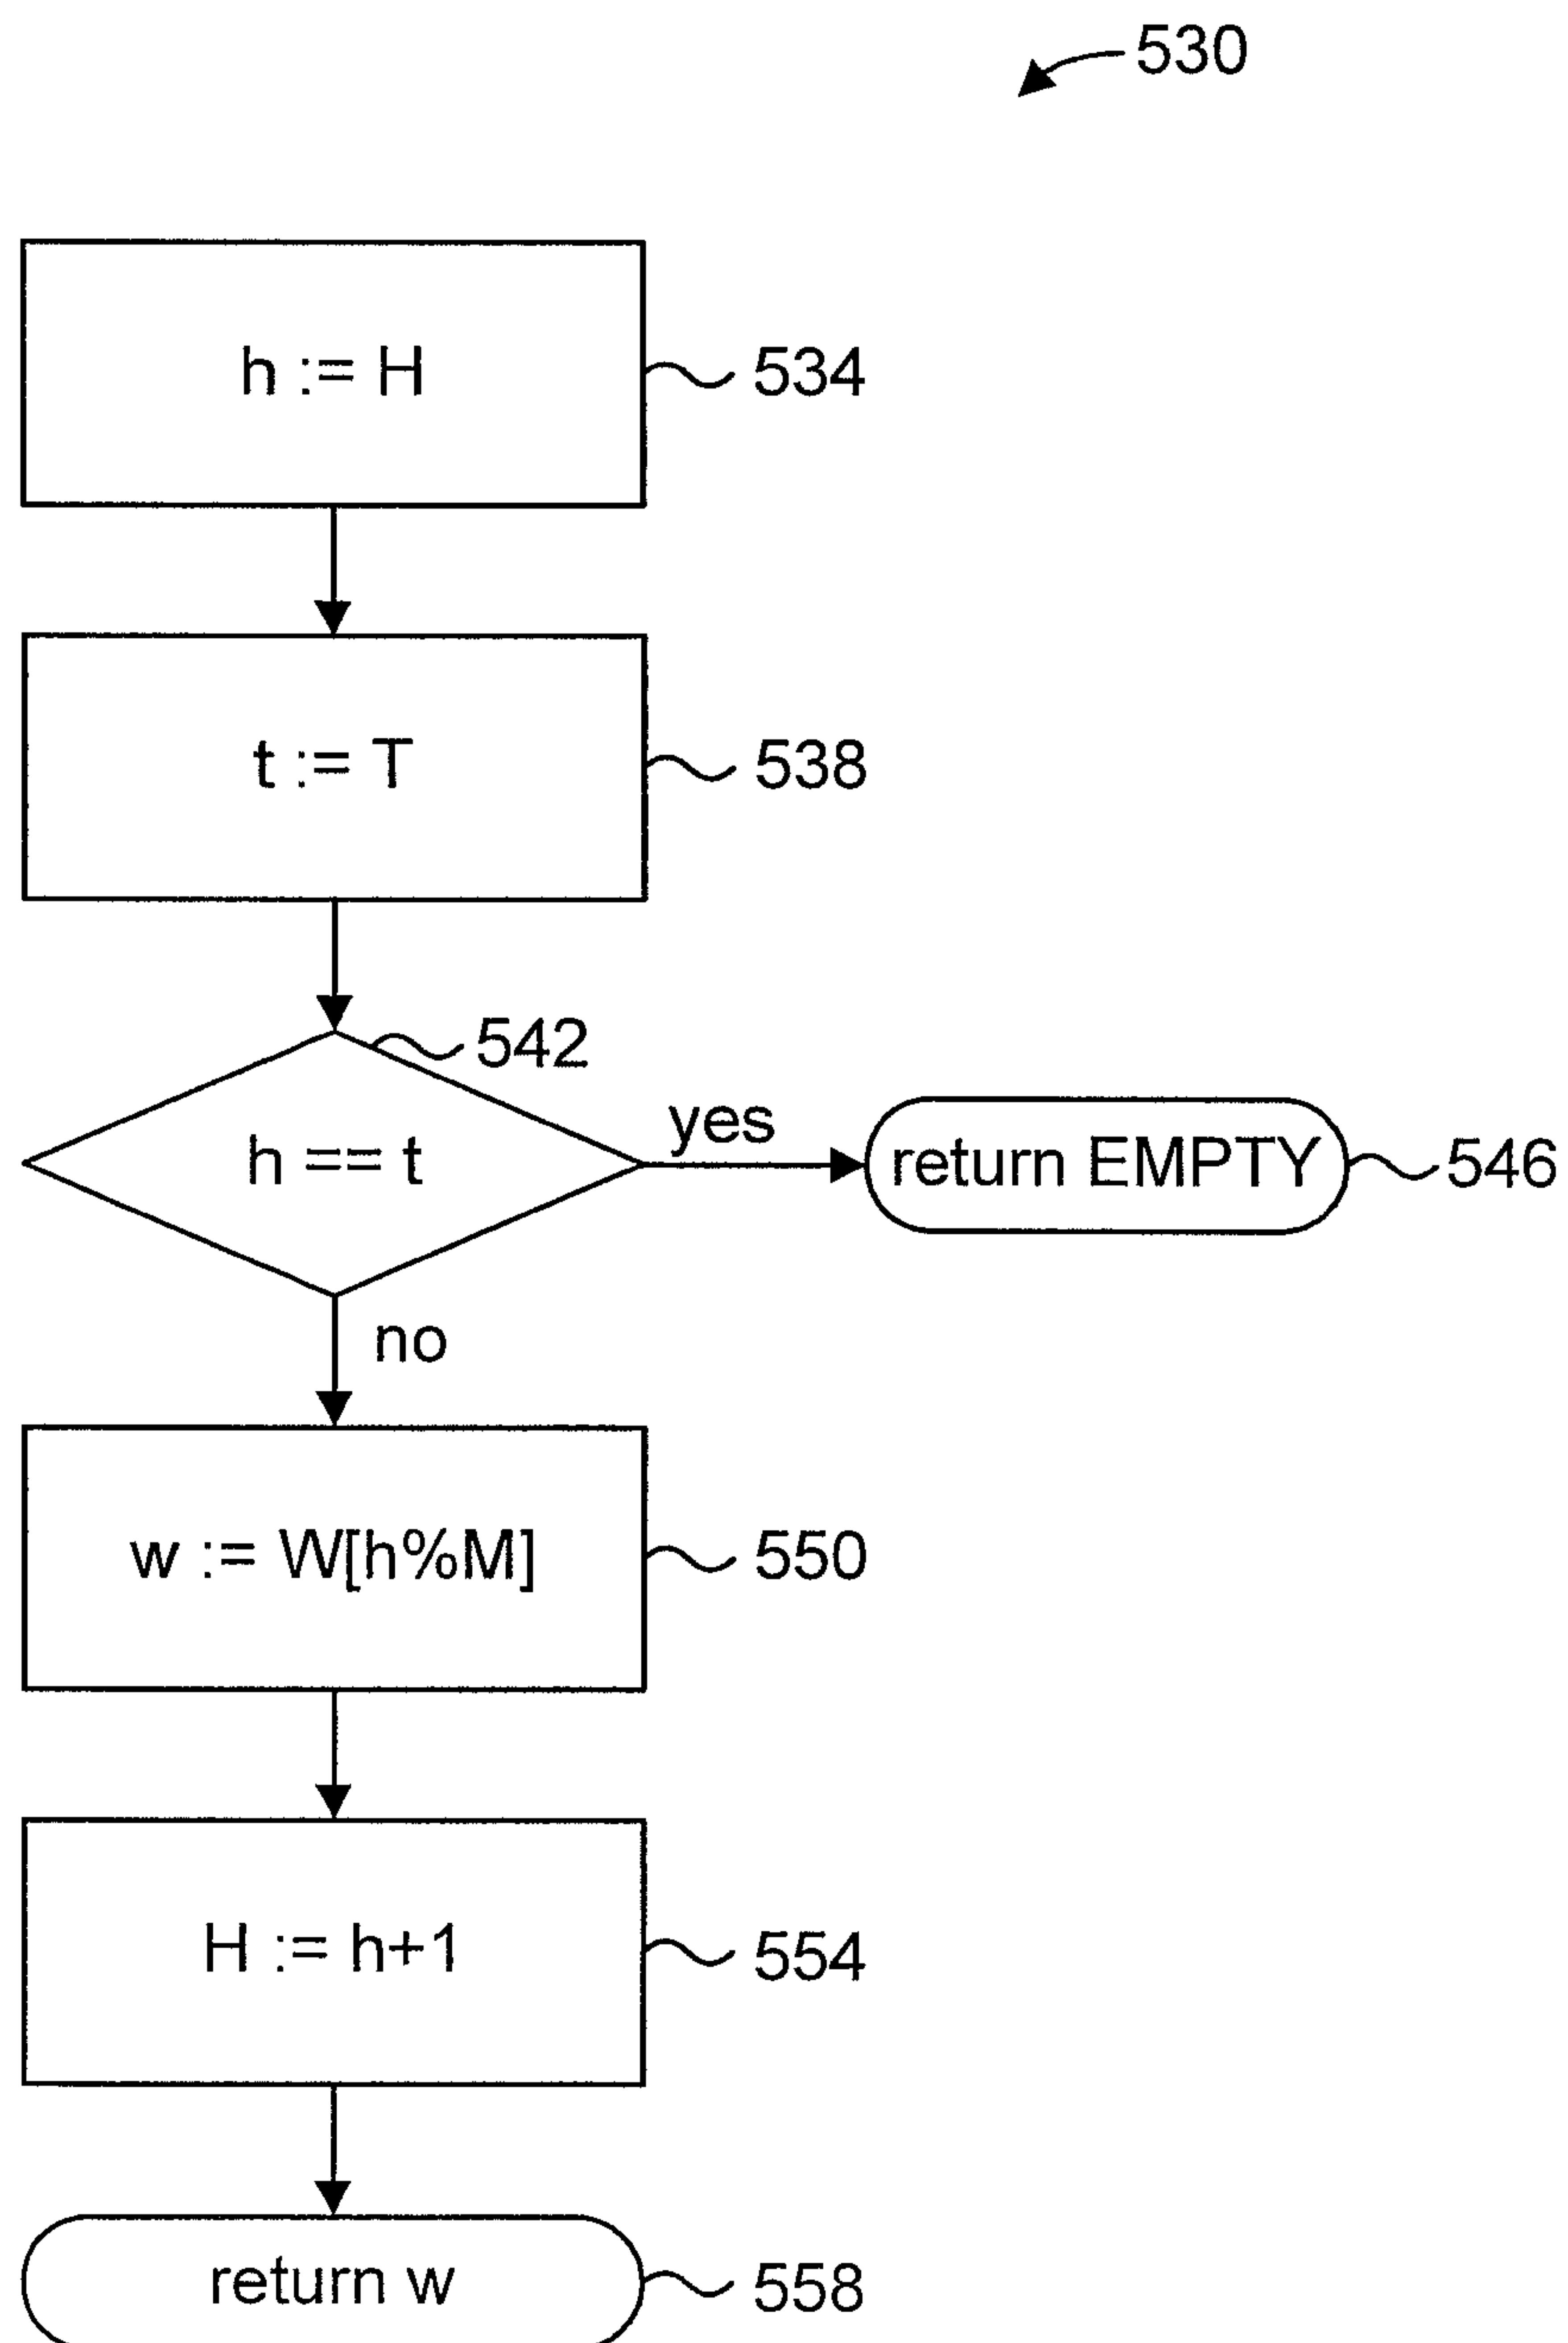 530
h := H
534
t := T
538
542
h == t
yes
return EMPTY
546
no
w := W[h%M]
550
H := h+1
554
return w
558